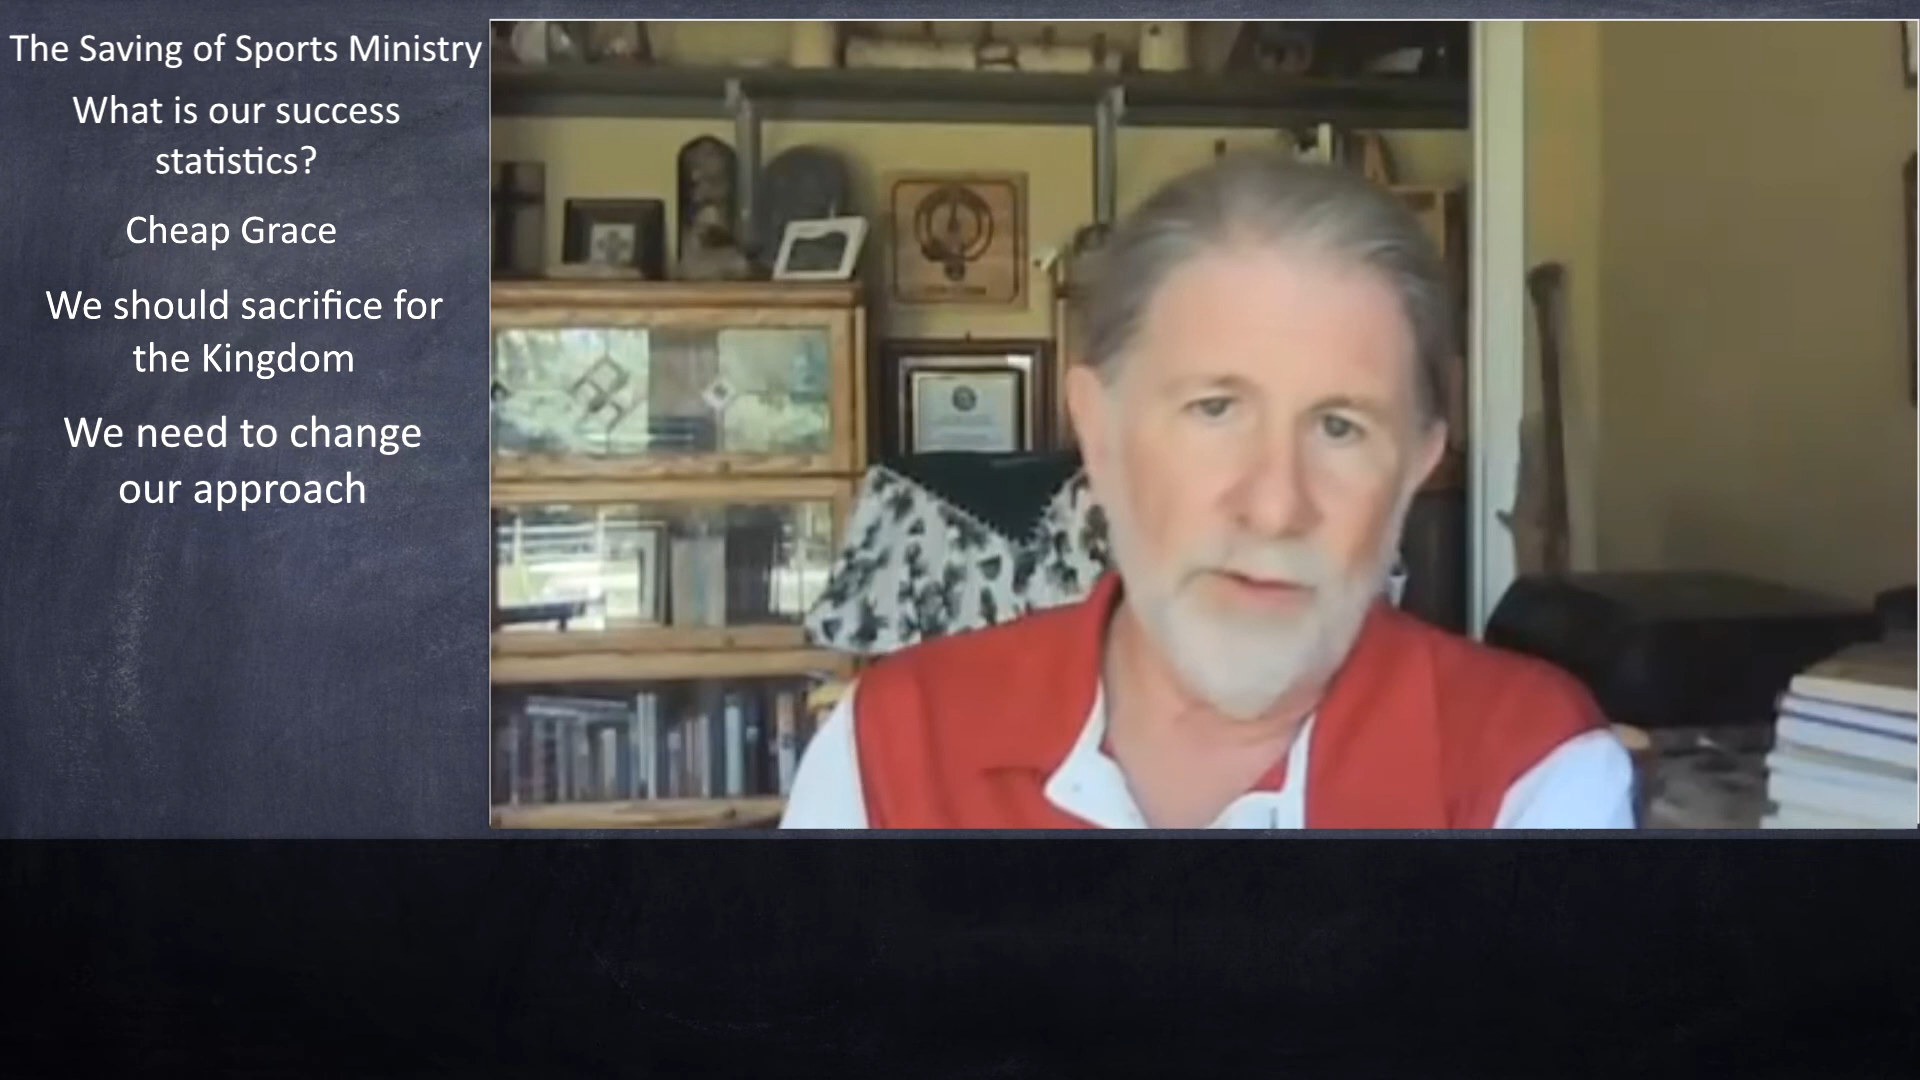 The Saving of Sports Ministry
What is our success
statistics?
Cheap Grace
We should sacrifice for
the Kingdom
We need to change
our approach